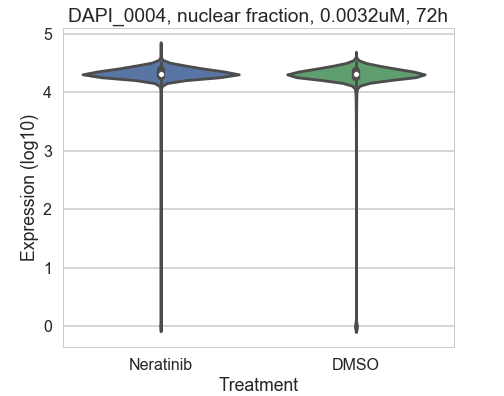 DAPI_0004, nuclear fraction, 0.0032uM, 72h
5
4
3
2
1
0
Expression (log10)
Neratinib
DMSO
Treatment